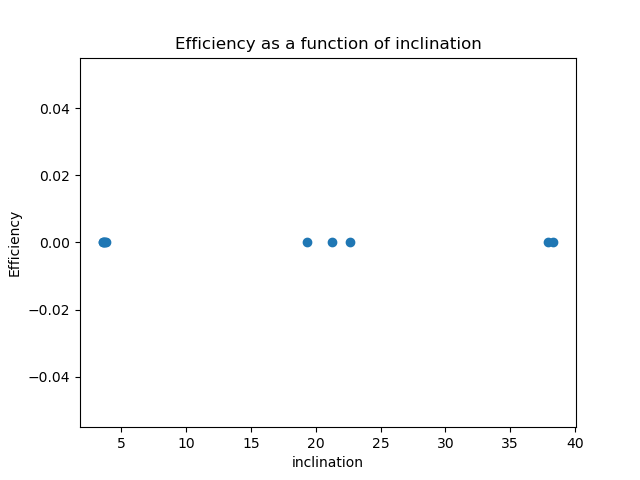 Efficiency as a function of inclination
0.04
0.02
0.00
−0.02
−0.04
Efficiency
5 10 15 20 25 30 35 40
inclination